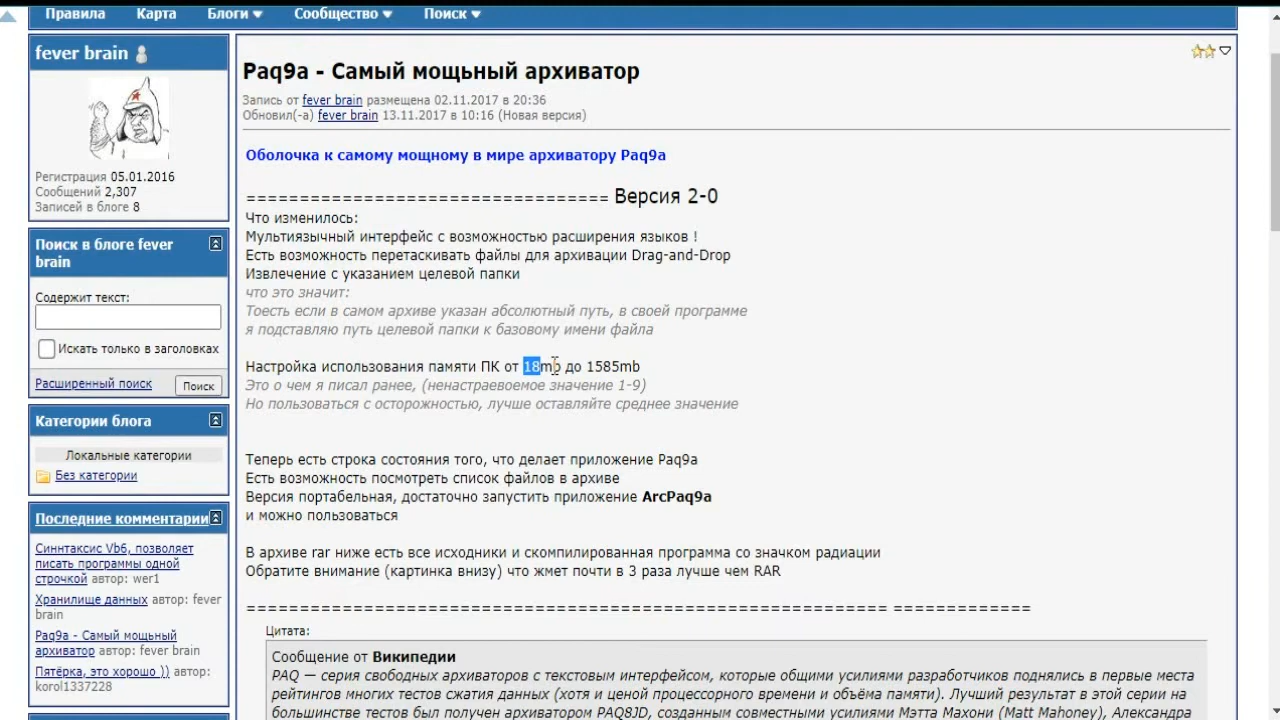 Правила Карта Блоги Сообщество Поиск
fever brain
Регистрация 05.01.2016
Сообщений 2,307
Записей в блоге 8
Поиск в блоге fever
brain
Содержит текст:
Искать только в заголовках
Расширенный поиск Поиск
Категории блога
Локальные категории
Без категории
Последние комментарии
Синнтаксис Vb6, позволяет
писать программы одной
строчкой автор: wer1
Хранилище данных автор: fever
brain
Paq9a - Самый мощьный
архиватор автор: fever brain
Пятёрка, это хорошо )) автор:
korol1337228
Paq9a - Самый мощьный архиватор
Запись от fever brain размещена 02.11.2017 в 20:36
Обновил(-а) fever brain 13.11.2017 в 10:16 (Новая версия)
Оболочка к самому мощному в мире архиватору Paq9a
================================== Версия 2-0
Что изменилось:
Мультиязычный интерфейс с возможностью расширения языков !
Есть возможность перетаскивать файлы для архивации Drag-and-Drop
Извлечение с указанием целевой папки
что это значит:
Тоесть если в самом архиве указан абсолютный путь, в своей программе
я подставляю путь целевой папки к базовому имени файла
Настройка использования памяти ПК от 18mb до 1585mb
Это о чем я писал ранее, (ненастраевоемое значение 1-9)
Но пользоваться с осторожностью, лучше оставляйте среднее значение
Теперь есть строка состояния того, что делает приложение Paq9a
Есть возможность посмотреть список файлов в архиве
Версия портабельная, достаточно запустить приложение ArcPaq9a
и можно пользоваться
В архиве rar ниже есть все исходники и скомпилированная программа со значком радиации
Обратите внимание (картинка внизу) что жмет почти в 3 раза лучше чем RAR
============================================================ =============
Цитата:
Сообщение от Википедии
PAQ — серия свободных архиваторов с текстовым интерфейсом, которые общими усилиями разработчиков поднялись в первые места
рейтингов многих тестов сжатия данных (хотя и ценой процессорного времени и объёма памяти). Лучший результат в этой серии на
большинстве тестов был получен архиватором PAQ8JD, созданным совместными усилиями Мэтта Махони (Matt Mahoney), Александра